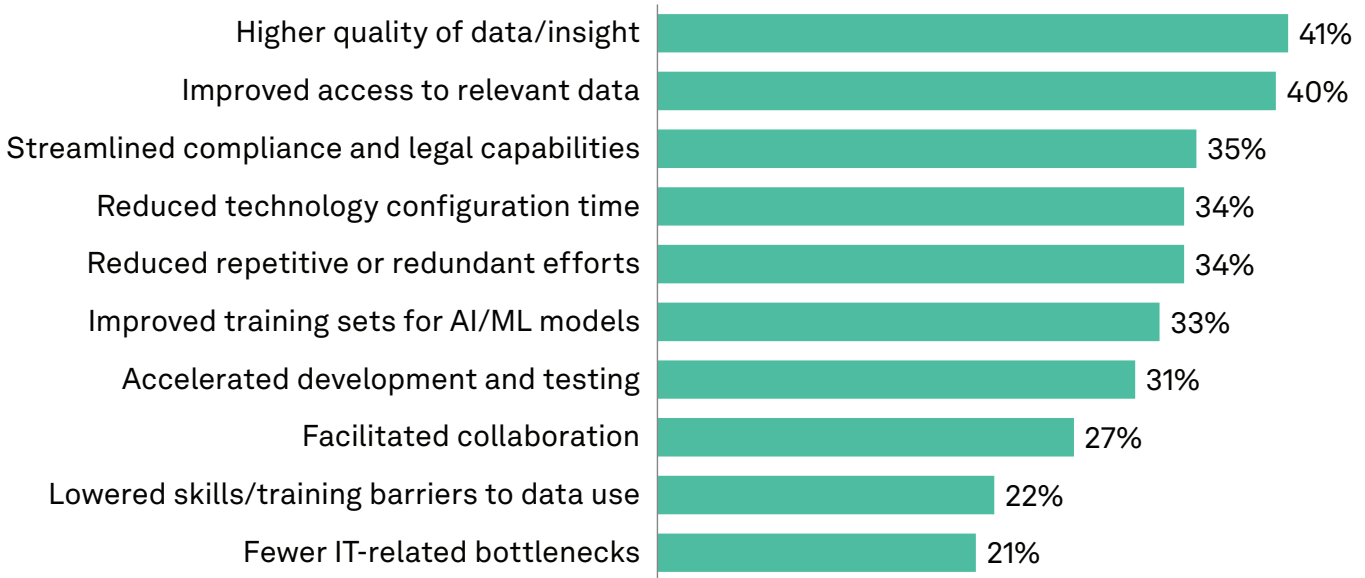 Higher quality of data/insight 41%
Improved access to relevant data 40%
Streamlined compliance and legal capabilities 35%
Reduced technology configuration time 34%
Reduced repetitive or redundant efforts 34%
Improved training sets for AI/ML models 33%
Accelerated development and testing 31%
Facilitated collaboration 27%
Lowered skills/training barriers to data use 22%
Fewer IT-related bottlenecks 21%